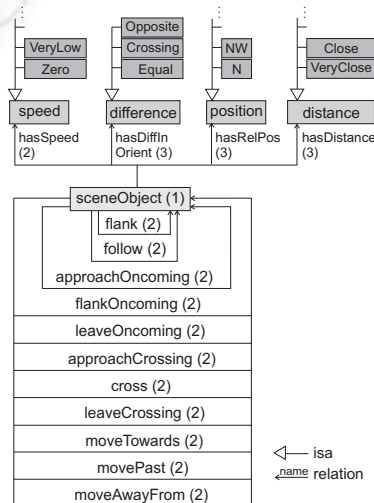 Opposite
VeryLow Crossing NW Close
Zero Equal N VeryClose
speed difference position distance
hasSpeed hasDiffIn hasRelPos hasDistance
(2) Orient (3) (3) (3)
sceneObject (1)
flank (2)
follow (2)
approachOncoming (2)
flankOncoming (2)
leaveOncoming (2)
approachCrossing (2)
cross (2)
leaveCrossing (2)
moveTowards (2)
movePast (2)
moveAwayFrom (2)
isa
name relation